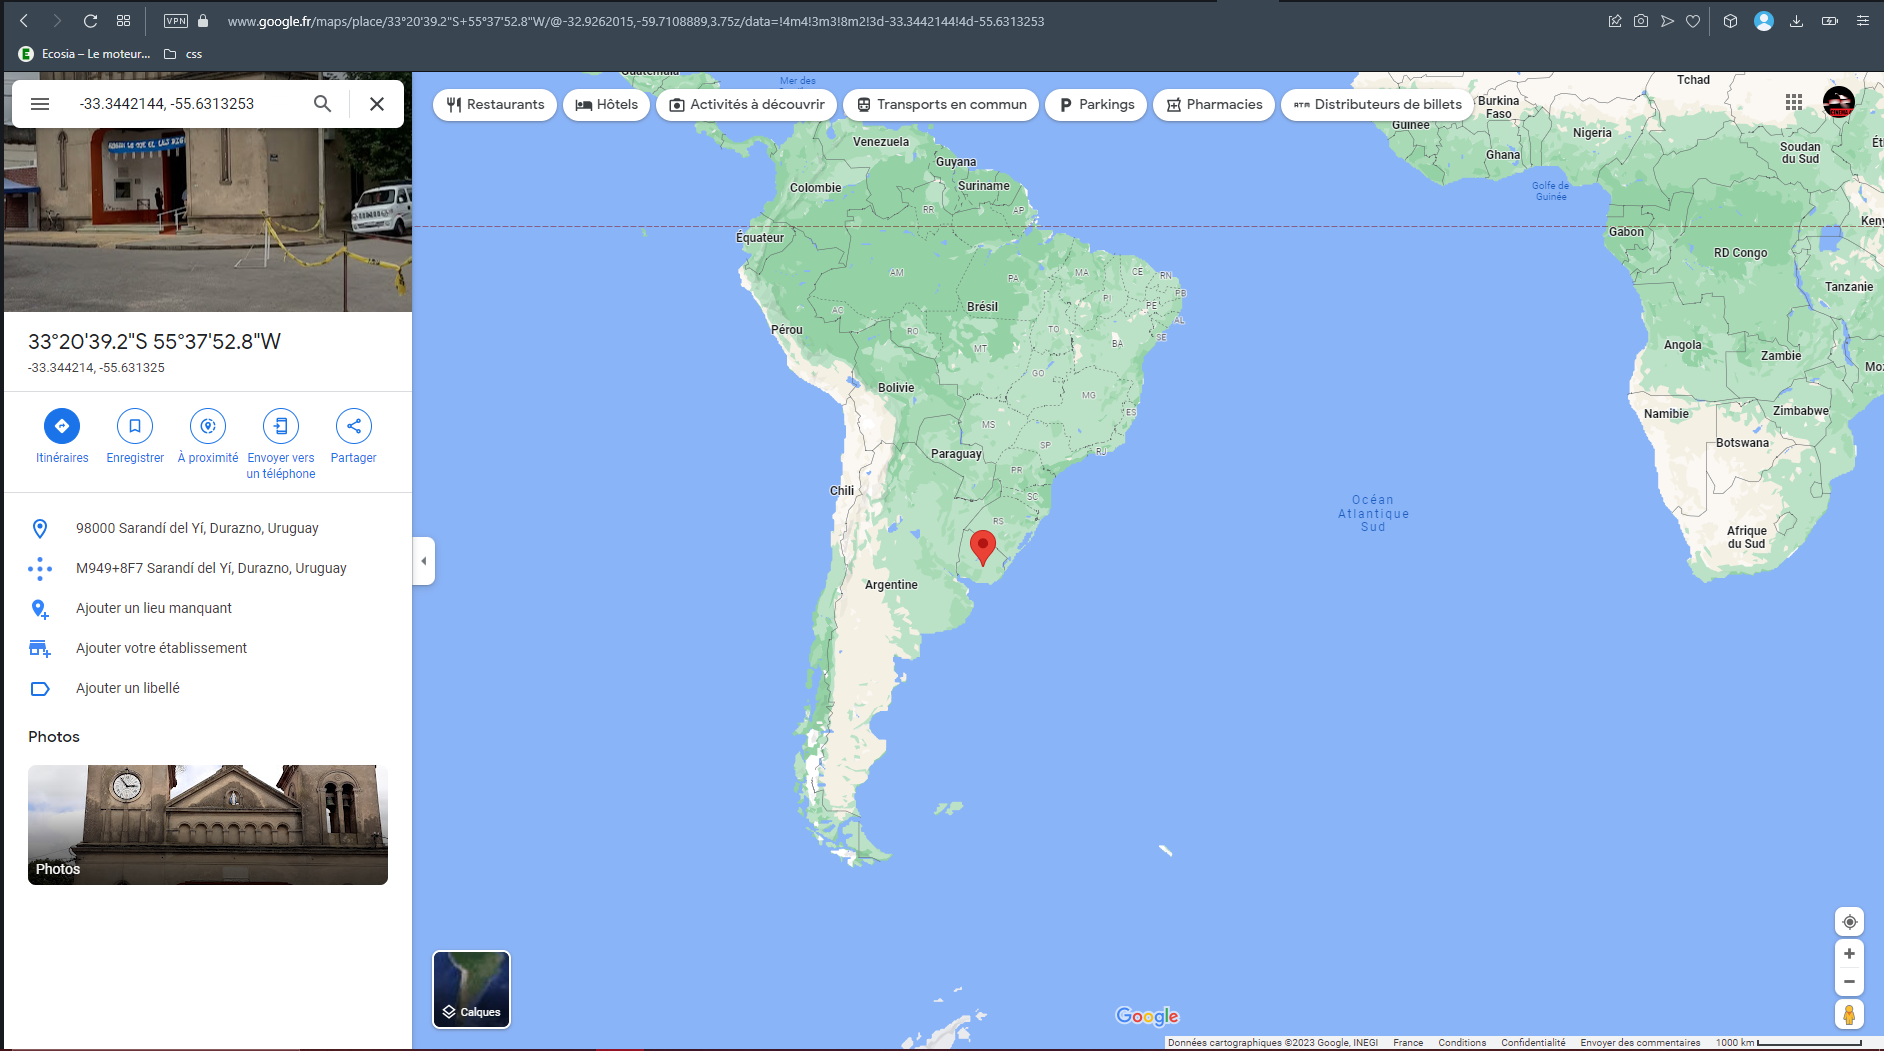 VPN
www.google.fr/maps/place/33°20'39.2"S+55°37'52.8"W/@-32.9262015,-59.7108889,3.75z/data=!4m4!3m3!8m2!3d-33.3442144!4d-55.6313253
Ecosia – Le moteur...
css
-33.3442144, -55.6313253
Restaurants
Hôtels
Activités à découvrir
Transports en commun
Parkings
Pharmacies
ATM
Distributeurs de billets
33°20'39.2"S 55°37'52.8"W
-33.344214, -55.631325
Itinéraires
Enregistrer
À proximité
Envoyer vers
un téléphone
Partager
98000 Sarandí del Yí, Durazno, Uruguay
M949+8F7 Sarandí del Yí, Durazno, Uruguay
Ajouter un lieu manquant
Ajouter votre établissement
Ajouter un libellé
Photos
Photos
Guatemala
Mer des
Venezuela
Guyana
Colombie
Suriname
RR
AP
Équateur
AM
PA
MA
CE
RN
PB
PI
PE
AL
AC
Brésil
SE
Pérou
RO
TO
BA
MT
GO
Bolivie
MG
ES
MS
SP
RJ
Paraguay
PR
Chili
SC
RS
Argentine
Océan
Atlantique
Sud
Tchad
Burkina
Faso
Guinée
Nigeria
Ghana
Soudan
du Sud
Ét
Golfe de
Guinée
Keny
Gabon
RD Congo
Tanzanie
Angola
Zambie
Moz
Namibie
Zimbabwe
Botswana
Afrique
du Sud
Calques
Google
Données cartographiques ©2023 Google, INEGI
France
Conditions
Confidentialité
Envoyer des commentaires
1000 km